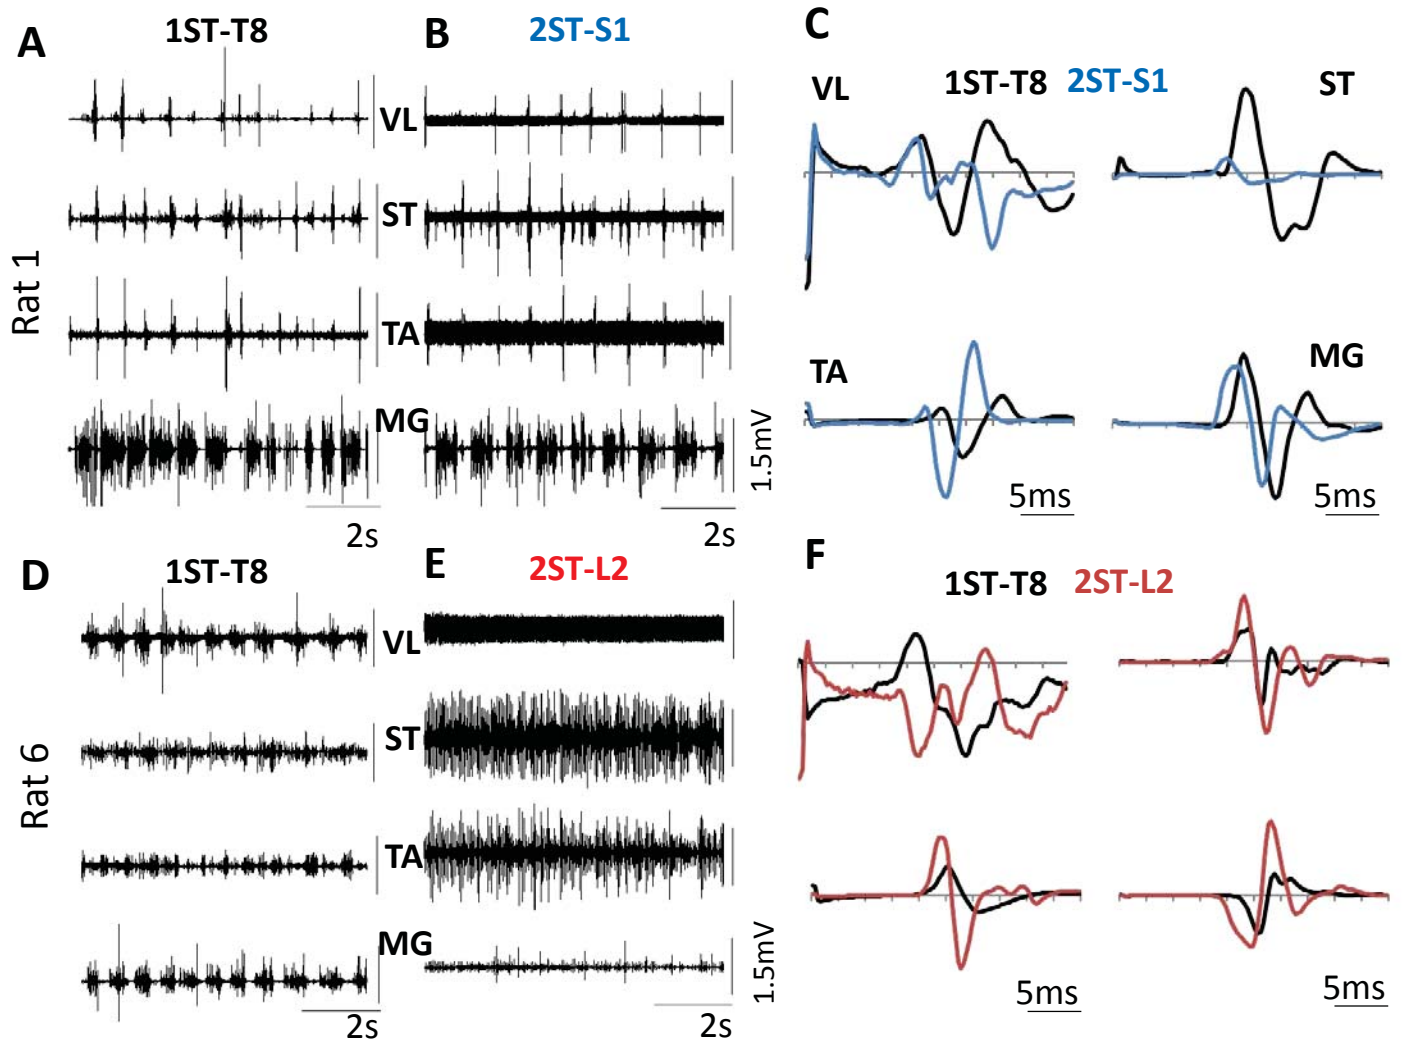 A 1ST-T8
B 2ST-S1
C
1ST-T8 2ST-S1
VL
ST
VL
ST
TA
MG
TA
MG
Rat 1
1.5mV
2s
2s
5ms
5ms
D 1ST-T8
E 2ST-L2
F
1ST-T8 2ST-L2
VL
ST
TA
MG
Rat 6
1.5mV
2s
2s
5ms
5ms